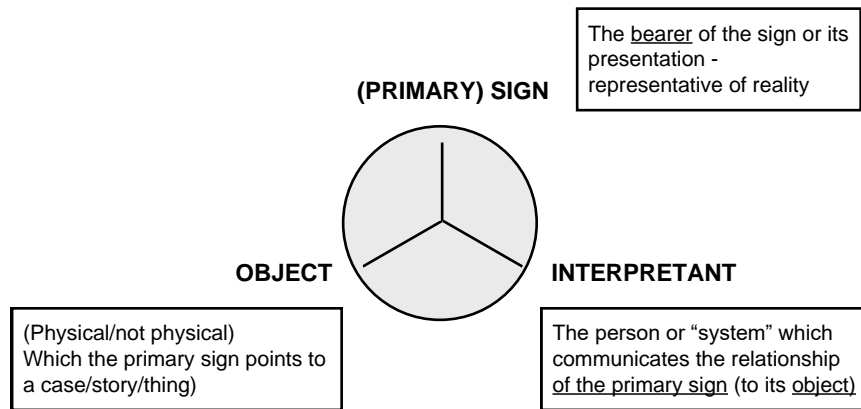 The bearer of the sign or its
presentation -
representative of reality
(PRIMARY) SIGN
OBJECT
INTERPRETANT
(Physical/not physical)
Which the primary sign points to
a case/story/thing)
The person or “system” which
communicates the relationship
of the primary sign (to its object)